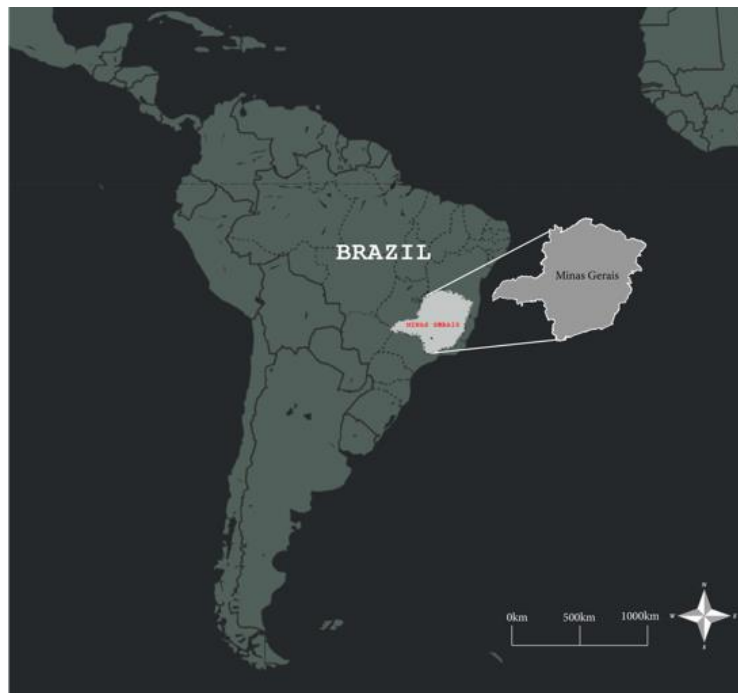 BRAZIL
Minas Gerais
MINAS GERAIS
0km 500km 1000km
N
W E
S